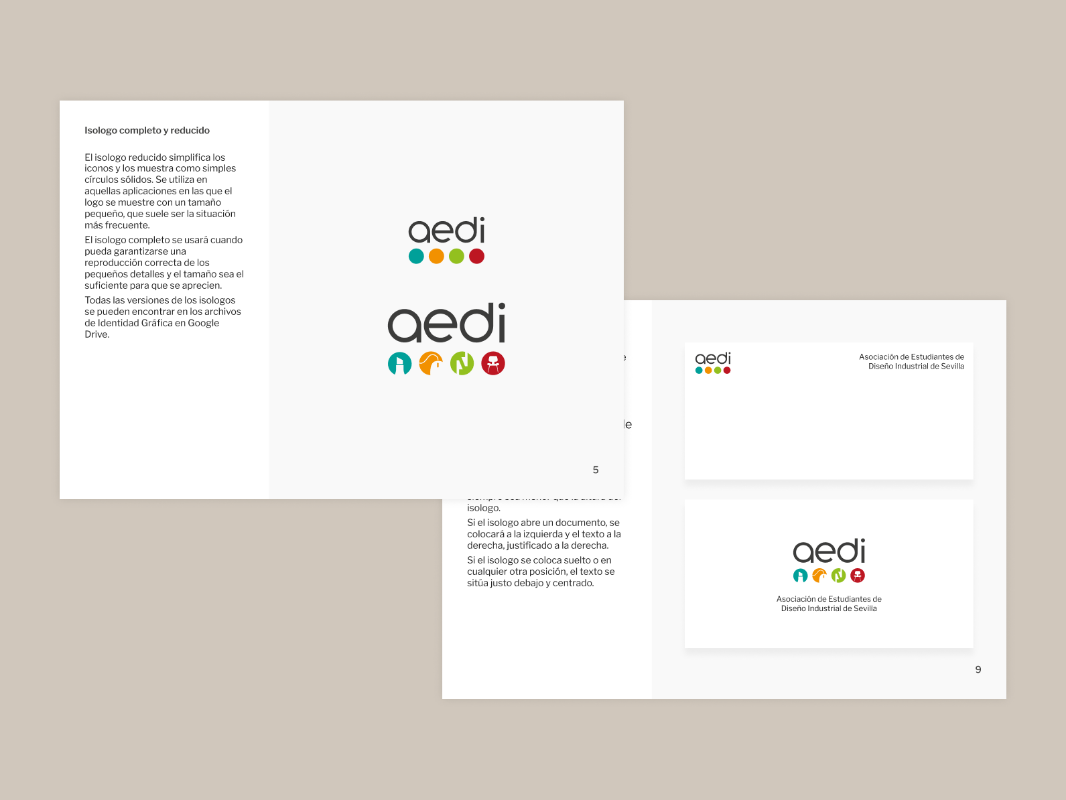 Isologo completo y reducido
El isologo reducido simplifica los
iconos y los muestra como simples
círculos sólidos. Se utiliza en
aquellas aplicaciones en las que el
logo se muestre con un tamaño
pequeño, que suele ser la situación
más frecuente.
El isologo completo se usará cuando
pueda garantizarse una
reproducción correcta de los
pequeños detalles y el tamaño sea el
suficiente para que se aprecien.
Todas las versiones de los isologos
se pueden encontrar en los archivos
de Identidad Gráfica en Google
Drive.
aedi
aedi
5
isologo.
Si el isologo abre un documento, se
colocará a la izquierda y el texto a la
derecha, justificado a la derecha.
Si el isologo se coloca suelto o en
cualquier otra posición, el texto se
sitúa justo debajo y centrado.
aedi
Asociación de Estudiantes de
Diseño Industrial de Sevilla
aedi
Asociación de Estudiantes de
Diseño Industrial de Sevilla
9